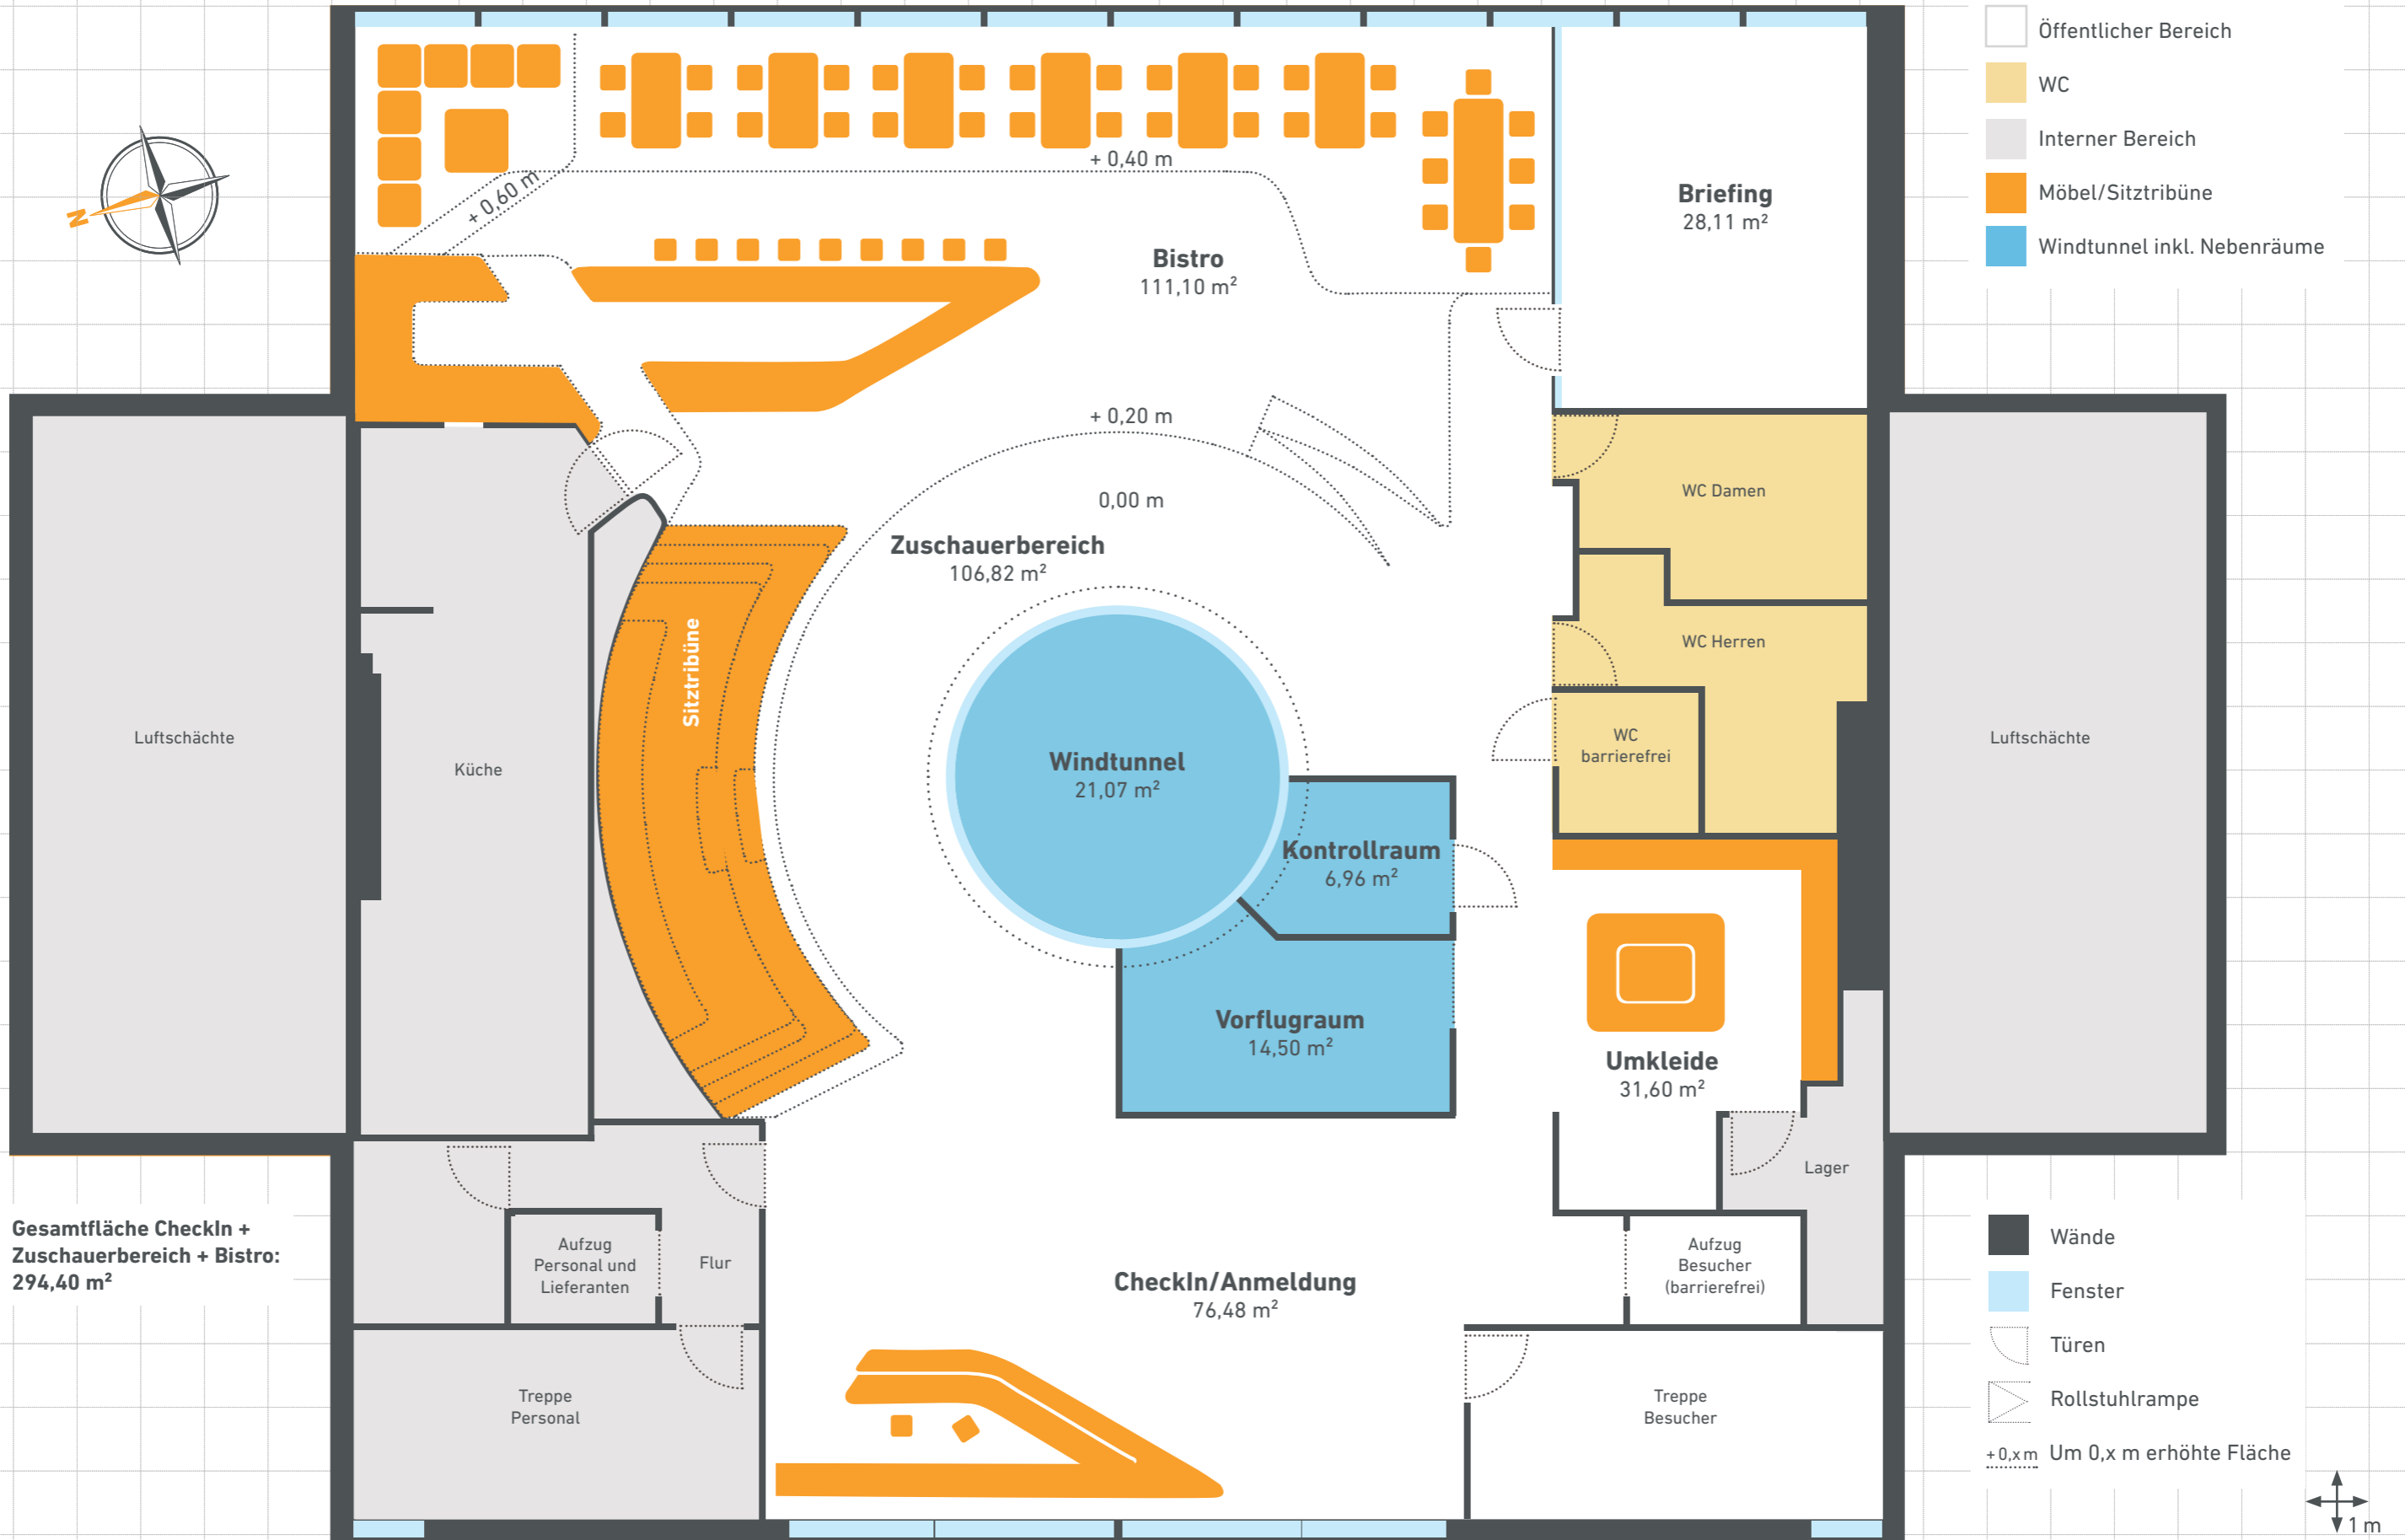 Öffentlicher Bereich
WC
Interner Bereich
Möbel/Sitztribüne
Windtunnel inkl. Nebenräume
N
+ 0,60 m
+ 0,40 m
Bistro
111,10 m²
Briefing
28,11 m²
+ 0,20 m
0,00 m
Zuschauerbereich
106,82 m²
WC Damen
WC Herren
WC
barrierefrei
Luftschächte
Küche
Sitztribüne
Windtunnel
21,07 m²
Kontrollraum
6,96 m²
Vorflugraum
14,50 m²
Luftschächte
Umkleide
31,60 m²
Lager
Gesamtfläche CheckIn +
Zuschauerbereich + Bistro:
294,40 m²
Aufzug
Personal und
Lieferanten
Flur
CheckIn/Anmeldung
76,48 m²
Aufzug
Besucher
(barrierefrei)
Treppe
Personal
Treppe
Besucher
Wände
Fenster
Türen
Rollstuhlrampe
+ 0,x m Um 0,x m erhöhte Fläche
1 m